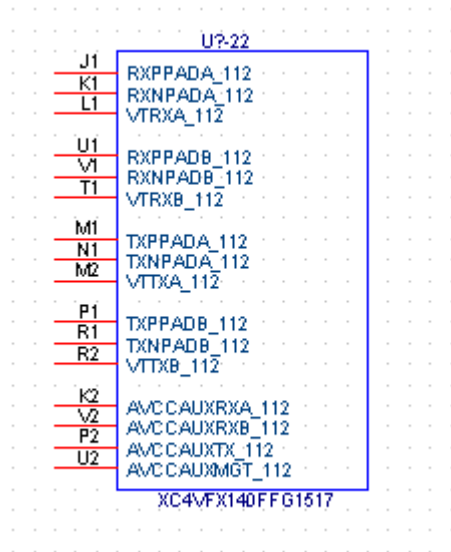 U?-22
J1 RXPPADA_112
K1 RXNPADA_112
L1 VTRXA_112
U1 RXPPADB_112
V1 RXNPADB_112
T1 VTRXB_112
M1 TXPPADA_112
N1 TXNPADA_112
M2 VTTXA_112
P1 TXPPADB_112
R1 TXNPADB_112
R2 VTTXB_112
K2 AVCCAUXRXA_112
V2 AVCCAUXRXB_112
P2 AVCCAUXTX_112
U2 AVCCAUXMGT_112
XC4VFX140FFG1517